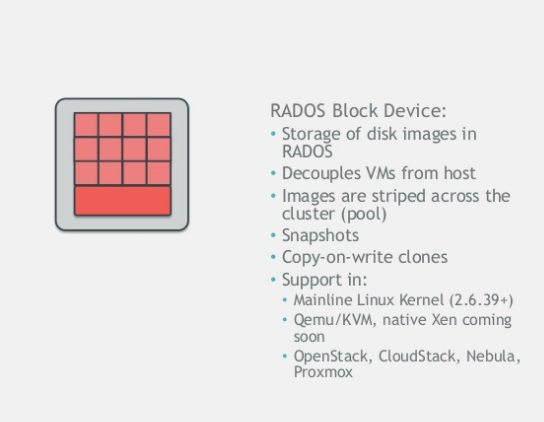 RADOS Block Device:
• Storage of disk images in
RADOS
• Decouples VMs from host
• Images are striped across the
cluster (pool)
• Snapshots
• Copy-on-write clones
• Support in:
• Mainline Linux Kernel (2.6.39+)
• Qemu/KVM, native Xen coming
soon
• OpenStack, CloudStack, Nebula,
Proxmox